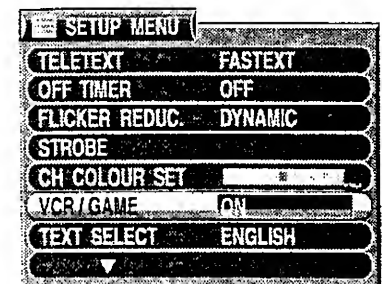 SETUP MENU
TELETEXT FASTEXT
OFF TIMER OFF
FLICKER REDUC. DYNAMIC
STROBE
CH COLOUR SET
VCR / GAME ON
TEXT SELECT ENGLISH